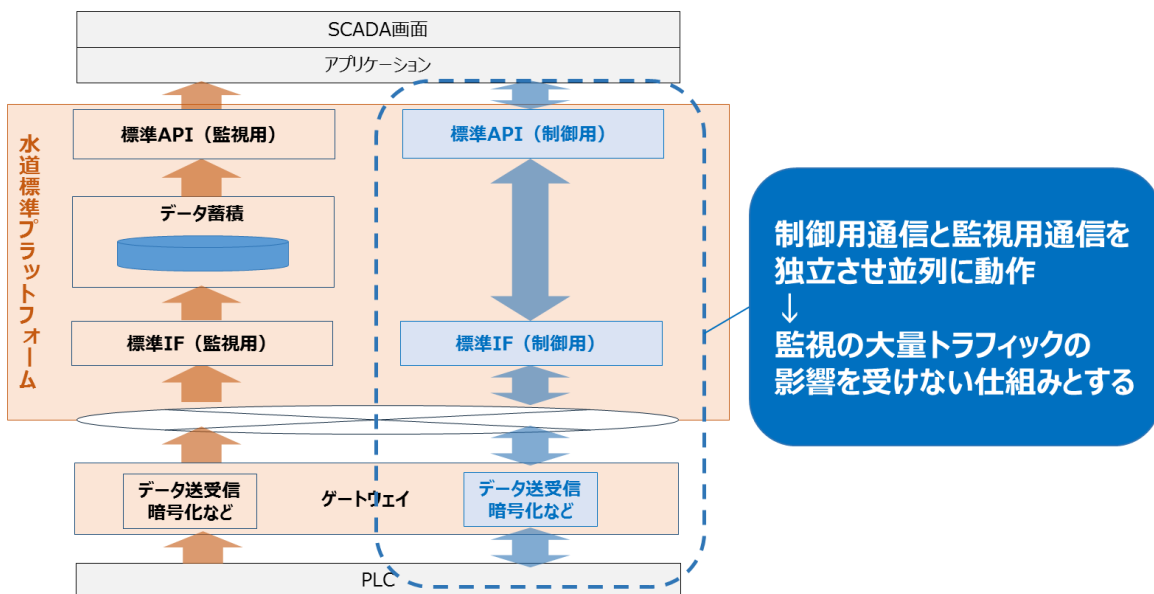 SCADA画面
アプリケーション
水道標準プラットフォーム
標準API（監視用）
標準API（制御用）
データ蓄積
標準IF（監視用）
標準IF（制御用）
制御用通信と監視用通信を
独立させ並列に動作
↓
監視の大量トラフィックの
影響を受けない仕組みとする
データ送受信
暗号化など
ゲートウェイ
データ送受信
暗号化など
PLC